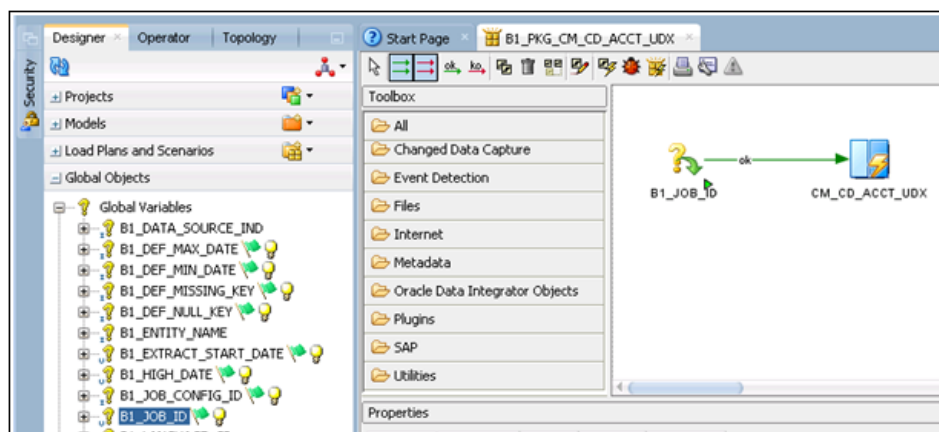 Designer
Operator
Topology
Security
Projects
Models
Load Plans and Scenarios
Global Objects
Global Variables
B1_DATA_SOURCE_IND
B1_DEF_MAX_DATE
B1_DEF_MIN_DATE
B1_DEF_MISSING_KEY
B1_DEF_NULL_KEY
B1_ENTITY_NAME
B1_EXTRACT_START_DATE
B1_HIGH_DATE
B1_JOB_CONFIG_ID
B1_JOB_ID
Start Page
B1_PKG_CM_CD_ACCT_UDX
ok
ko
Toolbox
All
Changed Data Capture
Event Detection
Files
Internet
Metadata
Oracle Data Integrator Objects
Plugins
SAP
Utilities
Properties
ok
B1_JOB_ID
CM_CD_ACCT_UDX